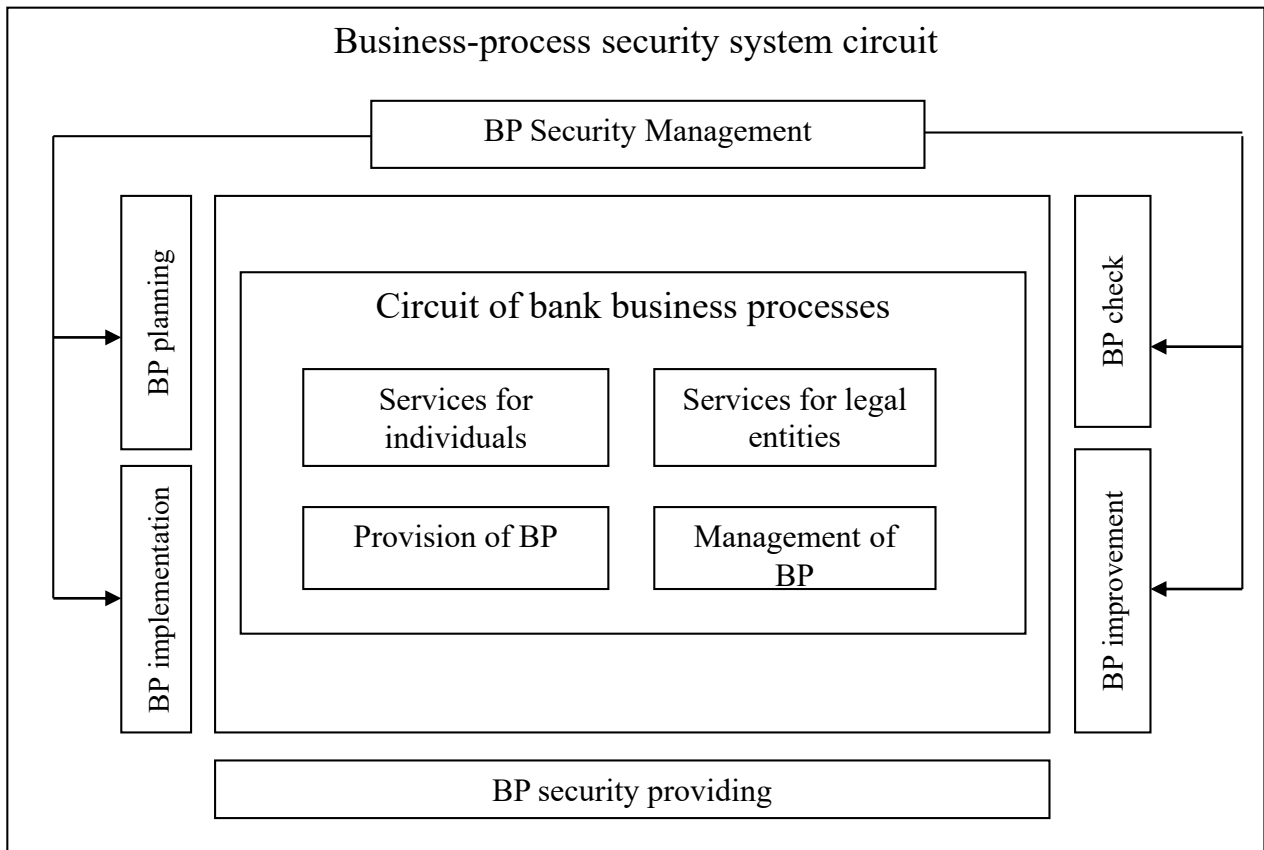 Business-process security system circuit
BP Security Management
BP planning
BP implementation
Circuit of bank business processes
Services for
individuals
Services for legal
entities
Provision of BP
Management of
BP
BP check
BP improvement
BP security providing